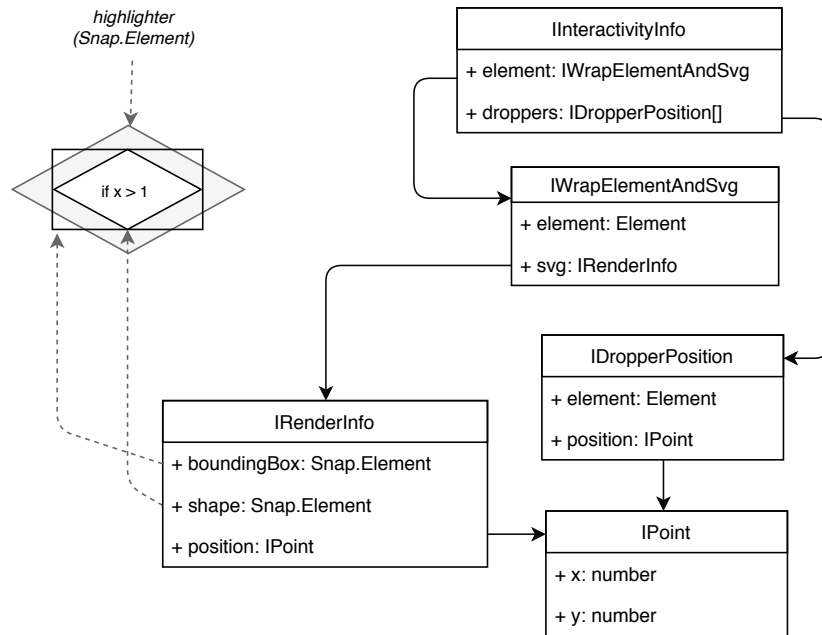 highlighter
(Snap.Element)
if x > 1
IInteractivityInfo
+ element: IWrapElementAndSvg
+ droppers: IDropperPosition[]
IWrapElementAndSvg
+ element: Element
+ svg: IRenderInfo
IDropperPosition
+ element: Element
+ position: IPoint
IRenderInfo
+ boundingBox: Snap.Element
+ shape: Snap.Element
+ position: IPoint
IPoint
+ x: number
+ y: number